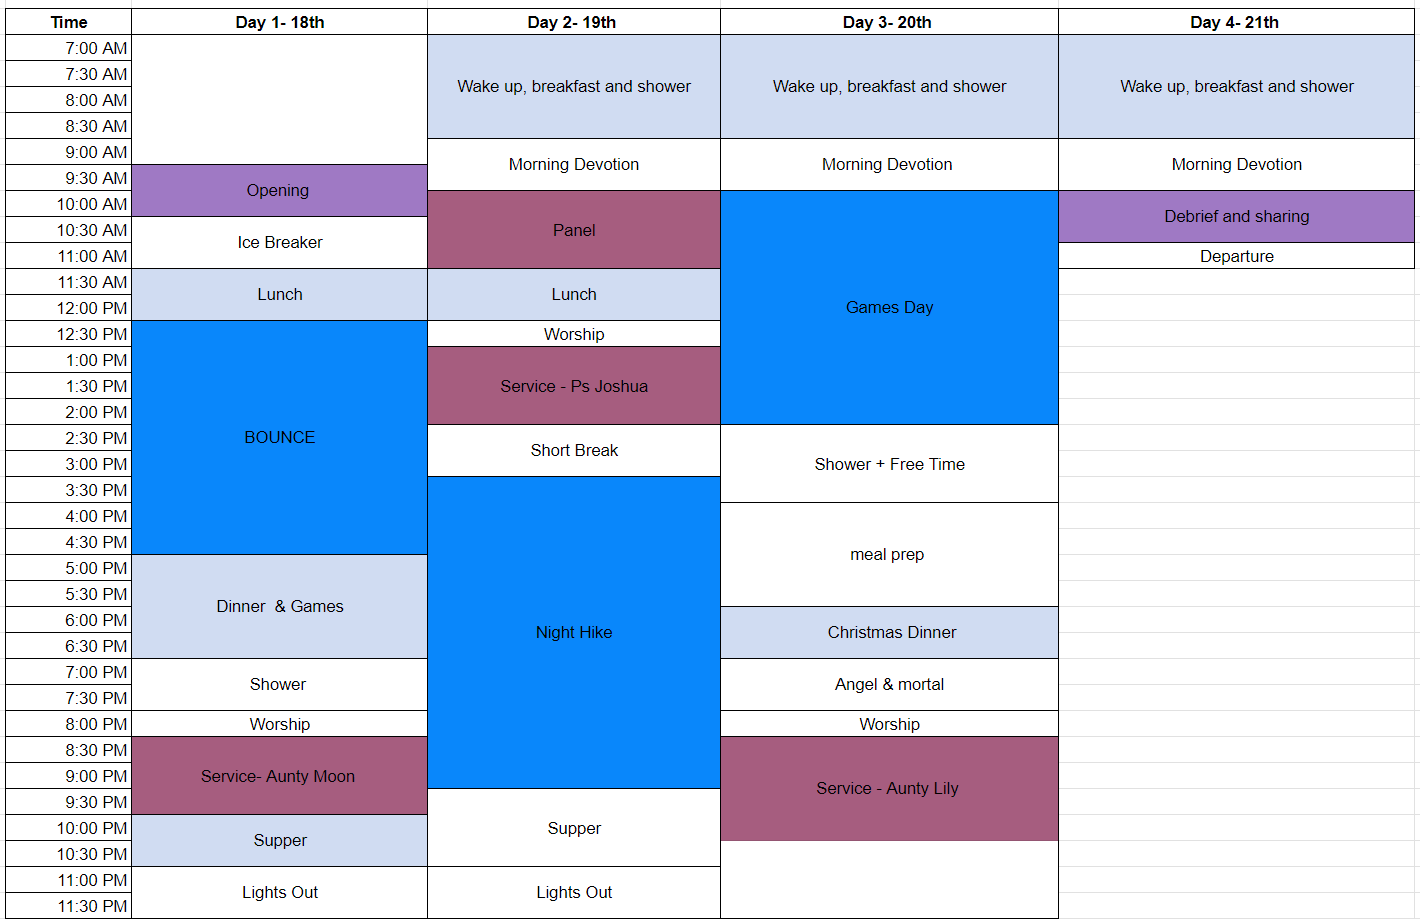 Time Day 1- 18th Day 2- 19th Day 3- 20th Day 4- 21th
7:00 AM
7:30 AM
Wake up, breakfast and shower Wake up, breakfast and shower Wake up, breakfast and shower
8:00 AM
8:30 AM
9:00 AM
Morning Devotion Morning Devotion Morning Devotion
9:30 AM
Opening
10:00 AM
Debrief and sharing
10:30 AM Panel
Ice Breaker
11:00 AM Departure
11:30 AM
Lunch Lunch
12:00 PM Games Day
12:30 PM Worship
1:00 PM
1:30 PM Service - Ps Joshua
2:00 PM
2:30 PM BOUNCE
Short Break
3:00 PM Shower + Free Time
3:30 PM
4:00 PM
4:30 PM
meal prep
5:00 PM
5:30 PM
Dinner  & Games
6:00 PM
Night Hike Christmas Dinner
6:30 PM
7:00 PM
Shower Angel & mortal
7:30 PM
8:00 PM Worship Worship
8:30 PM
9:00 PM Service- Aunty Moon
Service - Aunty Lily
9:30 PM
10:00 PM Supper
Supper
10:30 PM
11:00 PM
Lights Out Lights Out
11:30 PM